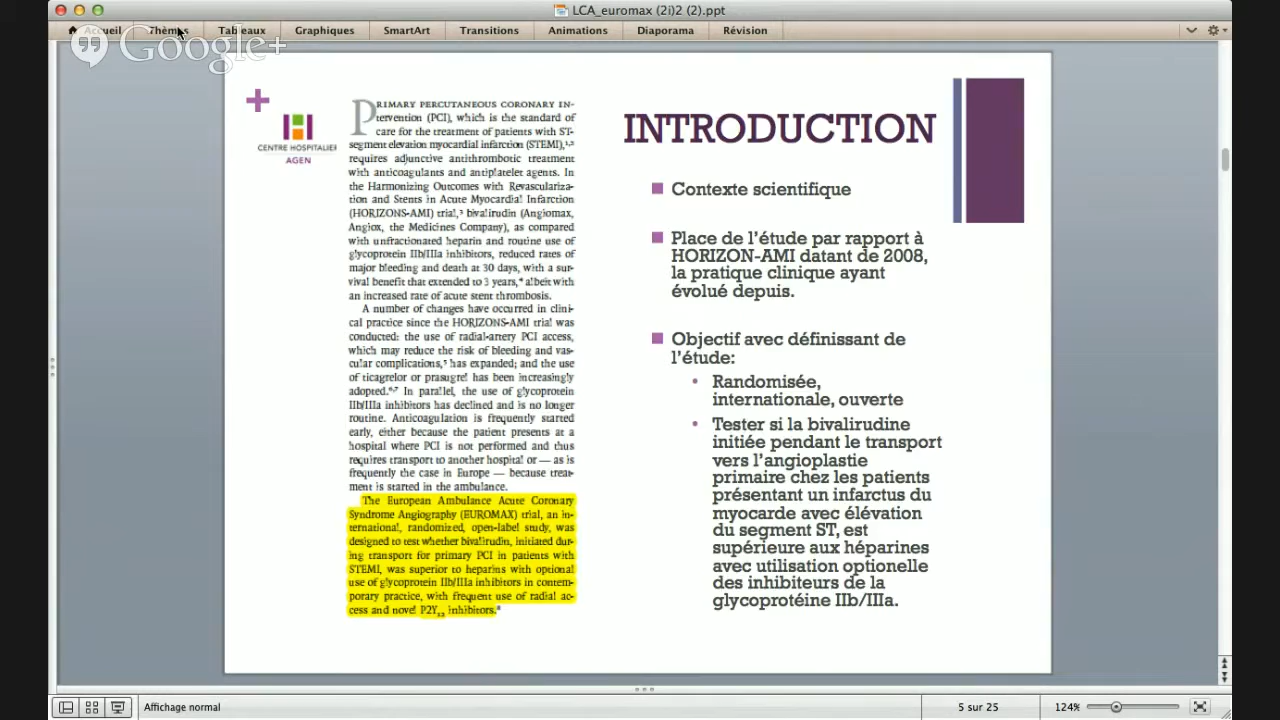 LCA_euromax (2i)2 (2).ppt
Accueil Thèmes Tableaux Graphiques SmartArt Transitions Animations Diaporama Révision
Google+
CENTRE HOSPITALIER
AGEN
PRIMARY PERCUTANEOUS CORONARY IN-
tervention (PCI), which is the standard of
care for the treatment of patients with ST-
segment elevation myocardial infarction (STEMI),¹,²
requires adjunctive antithrombotic treatment
with anticoagulants and antiplatelet agents. In
the Harmonizing Outcomes with Revasculariza-
tion and Stents in Acute Myocardial Infarction
(HORIZONS-AMI) trial,³ bivalirudin (Angiomax,
Angiox, the Medicines Company), as compared
with unfractionated heparin and routine use of
glycoprotein IIb/IIIa inhibitors, reduced rates of
major bleeding and death at 30 days, with a sur-
vival benefit that extended to 3 years,⁴ albeit with
an increased rate of acute stent thrombosis.
A number of changes have occurred in clini-
cal practice since the HORIZONS-AMI trial was
conducted: the use of radial-artery PCI access,
which may reduce the risk of bleeding and vas-
cular complications,⁵ has expanded; and the use
of ticagrelor or prasugrel has been increasingly
adopted.⁶,⁷ In parallel, the use of glycoprotein
IIb/IIIa inhibitors has declined and is no longer
routine. Anticoagulation is frequently started
early, either because the patient presents at a
hospital where PCI is not performed and thus
requires transport to another hospital or — as is
frequently the case in Europe — because treat-
ment is started in the ambulance.
The European Ambulance Acute Coronary
Syndrome Angiography (EUROMAX) trial, an in-
ternational, randomized, open-label study, was
designed to test whether bivalirudin, initiated dur-
ing transport for primary PCI in patients with
STEMI, was superior to heparins with optional
use of glycoprotein IIb/IIIa inhibitors in contem-
porary practice, with frequent use of radial ac-
cess and novel P2Y₁₂ inhibitors.⁸
INTRODUCTION
Contexte scientifique
Place de l'étude par rapport à
HORIZON-AMI datant de 2008,
la pratique clinique ayant
évolué depuis.
Objectif avec définissant de
l'étude:
• Randomisée,
internationale, ouverte
• Tester si la bivalirudine
initiée pendant le transport
vers l'angioplastie
primaire chez les patients
présentant un infarctus du
myocarde avec élévation
du segment ST, est
supérieure aux héparines
avec utilisation optionelle
des inhibiteurs de la
glycoprotéine IIb/IIIa.
Affichage normal 5 sur 25 124%